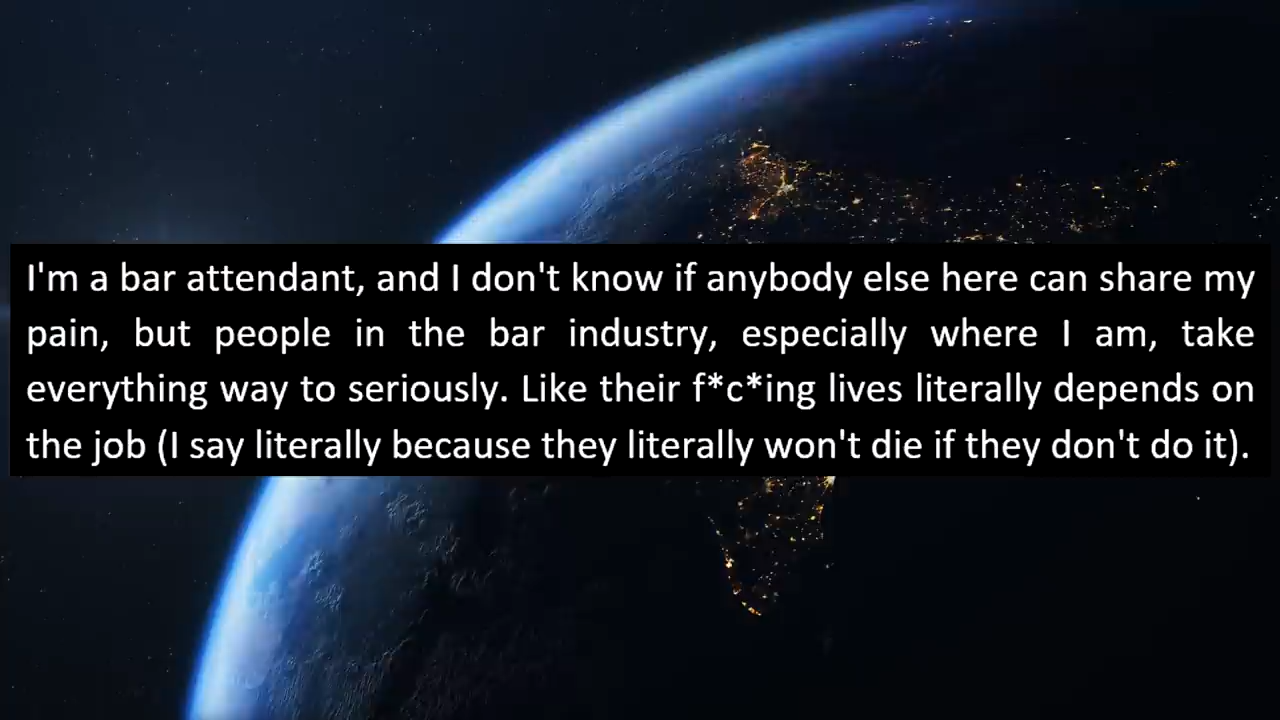 I'm a bar attendant, and I don't know if anybody else here can share my
pain, but people in the bar industry, especially where I am, take
everything way to seriously. Like their f*c*ing lives literally depends on
the job (I say literally because they literally won't die if they don't do it).